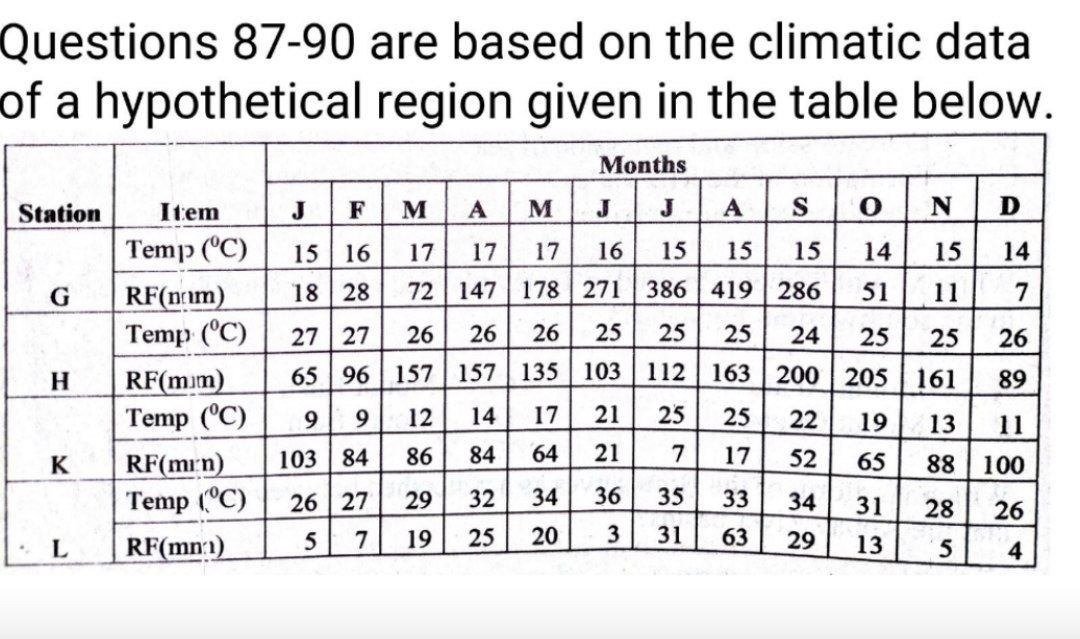 Questions 87-90 are based on the climatic data
of a hypothetical region given in the table below.
Months
Station Item J F M A M J J A S O N D
G Temp (⁰C) 15 16 17 17 17 16 15 15 15 14 15 14
RF(mm) 18 28 72 147 178 271 386 419 286 51 11 7
H Temp (⁰C) 27 27 26 26 26 25 25 25 24 25 25 26
RF(mm) 65 96 157 157 135 103 112 163 200 205 161 89
K Temp (⁰C) 9 9 12 14 17 21 25 25 22 19 13 11
RF(mm) 103 84 86 84 64 21 7 17 52 65 88 100
L Temp (⁰C) 26 27 29 32 34 36 35 33 34 31 28 26
RF(mm) 5 7 19 25 20 3 31 63 29 13 5 4